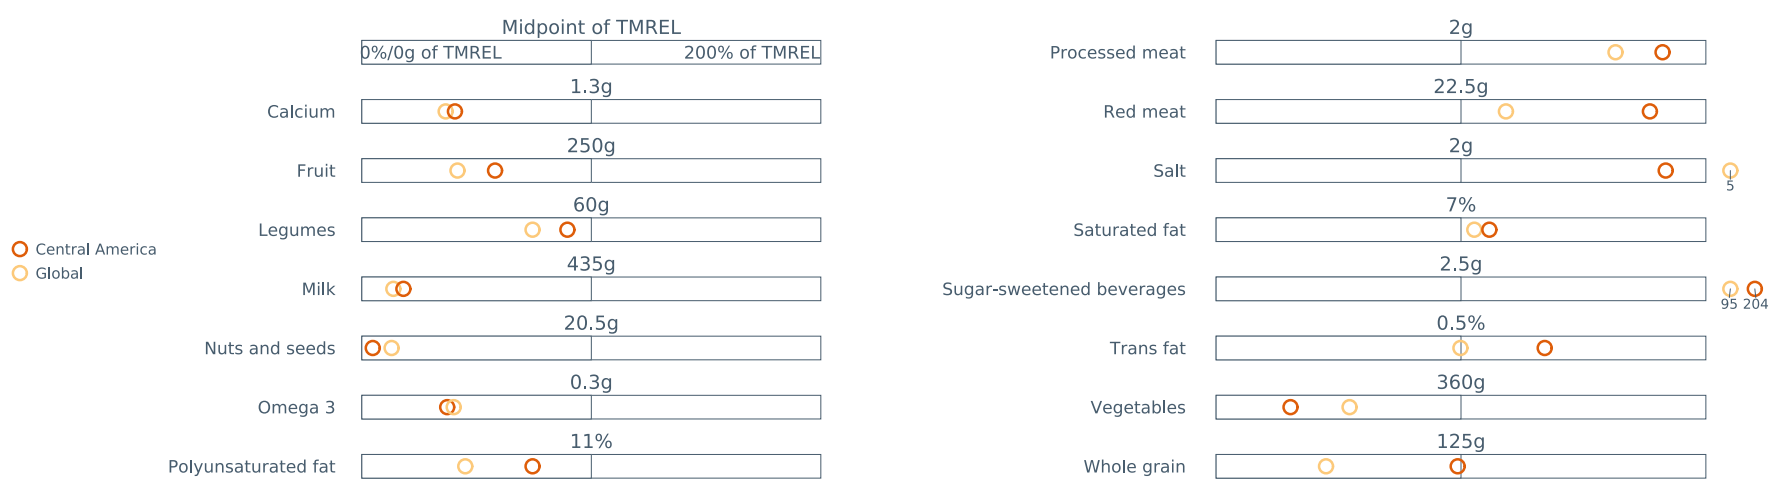 Midpoint of TMREL
0%/0g of TMREL 200% of TMREL
1.3g
Calcium
250g
Fruit
60g
Legumes
435g
Milk
20.5g
Nuts and seeds
0.3g
Omega 3
11%
Polyunsaturated fat
Central America
Global
2g
Processed meat
22.5g
Red meat
2g
Salt
5
7%
Saturated fat
2.5g
Sugar-sweetened beverages
95 204
0.5%
Trans fat
360g
Vegetables
125g
Whole grain